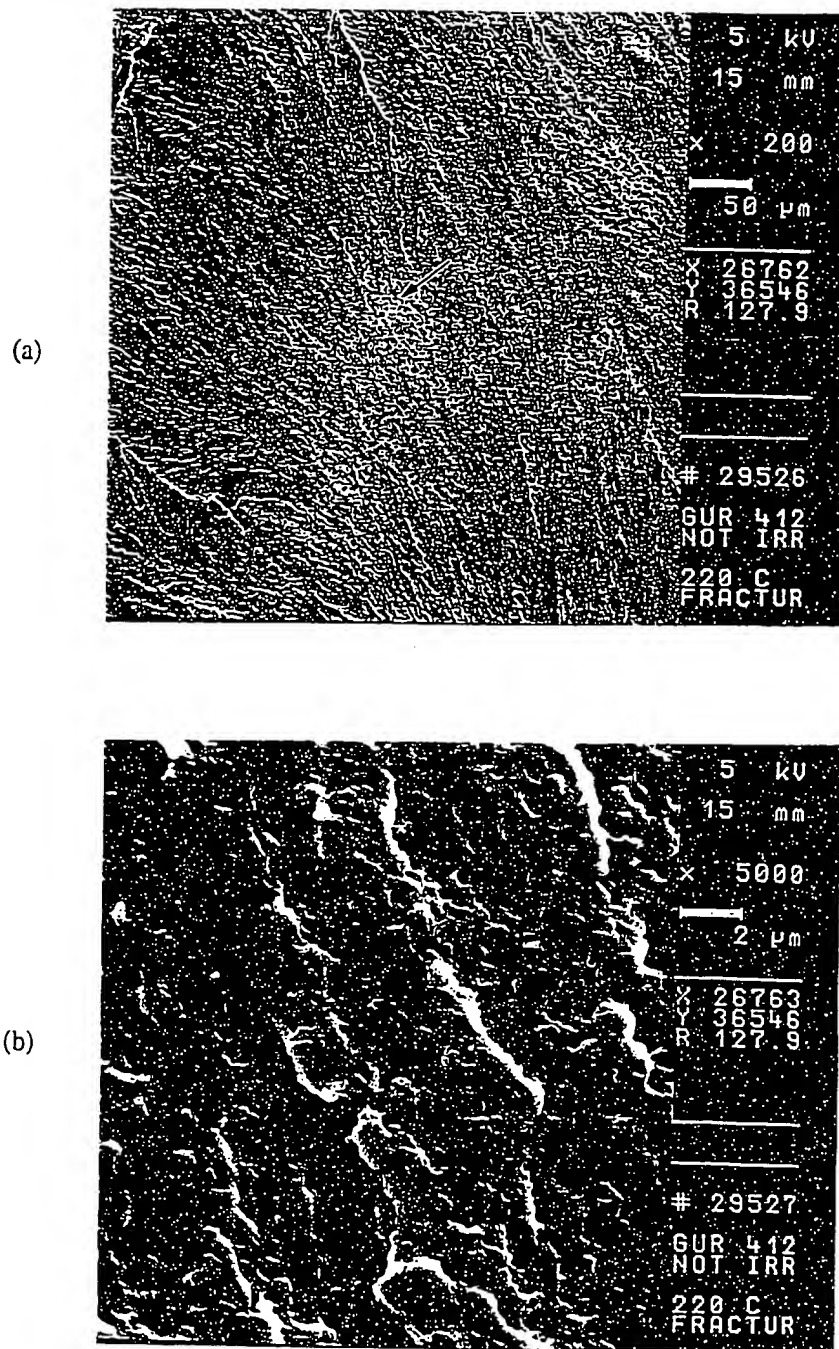 5 kV
15 mm
× 200
50 µm
X 26762
Y 36546
R 127.9
(a)
# 29526
GUR 412
NOT IRR
220 C
FRACTUR
5 kV
15 mm
× 5000
2 µm
X 26763
Y 36546
R 127.9
(b)
# 29527
GUR 412
NOT IRR
220 C
FRACTUR